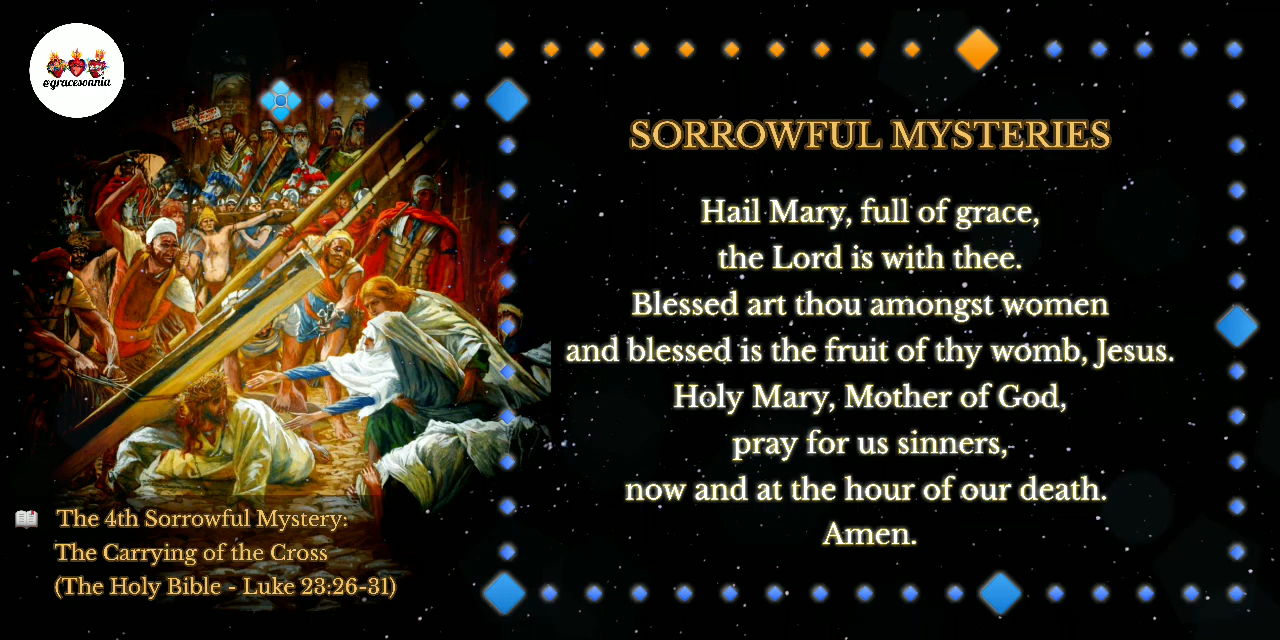 @gracesonnia
SORROWFUL MYSTERIES
Hail Mary, full of grace,
the Lord is with thee.
Blessed art thou amongst women
and blessed is the fruit of thy womb, Jesus.
Holy Mary, Mother of God,
pray for us sinners,
now and at the hour of our death.
Amen.
The 4th Sorrowful Mystery:
The Carrying of the Cross
(The Holy Bible - Luke 23:26-31)